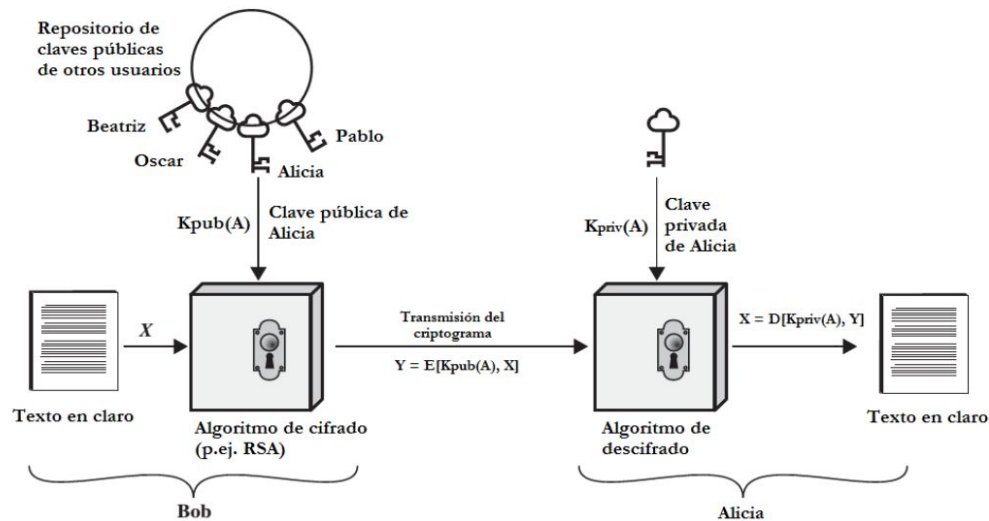 Repositorio de
claves públicas
de otros usuarios
Beatriz
Oscar
Alicia
Pablo
Kpub(A)
Clave pública de
Alicia
Kpriv(A)
Clave
privada
de Alicia
X
Texto en claro
Algoritmo de cifrado
(p.ej. RSA)
Transmisión del
criptograma
Y = E[Kpub(A), X]
Algoritmo de
descifrado
X = D[Kpriv(A), Y]
Texto en claro
Bob
Alicia